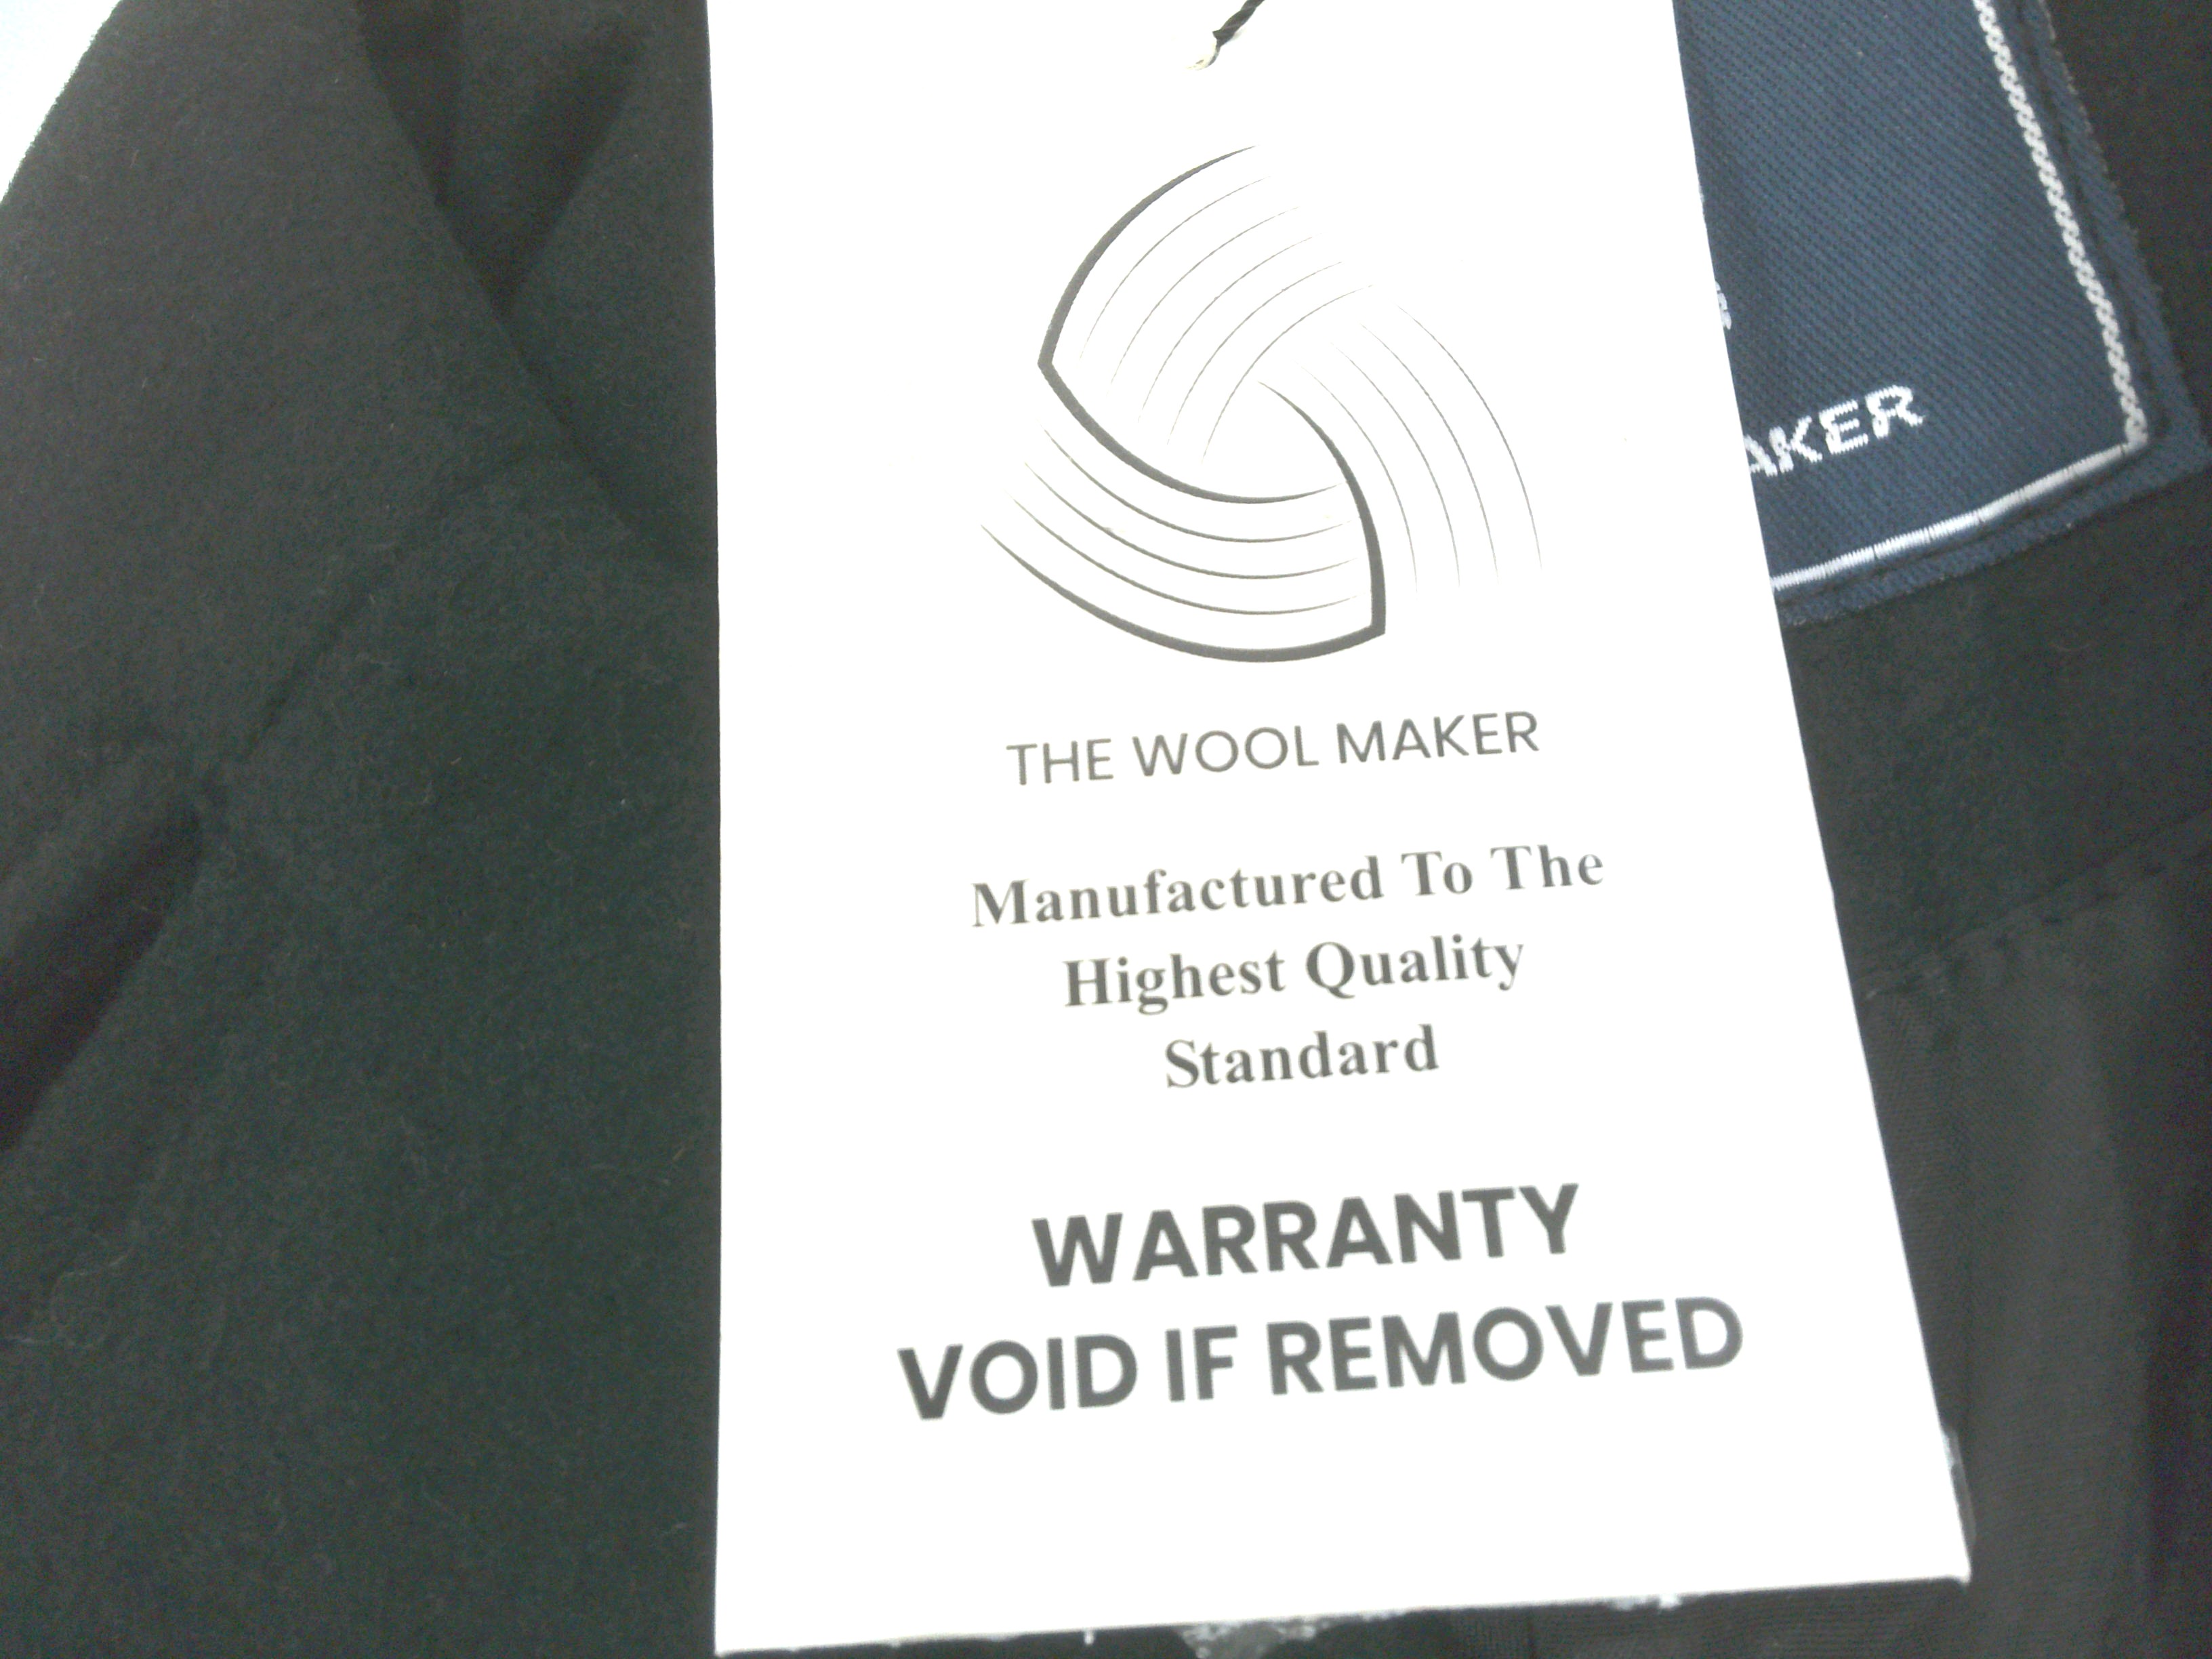 THE WOOL MAKER
Manufactured To The
Highest Quality
Standard
WARRANTY
VOID IF REMOVED
AKER